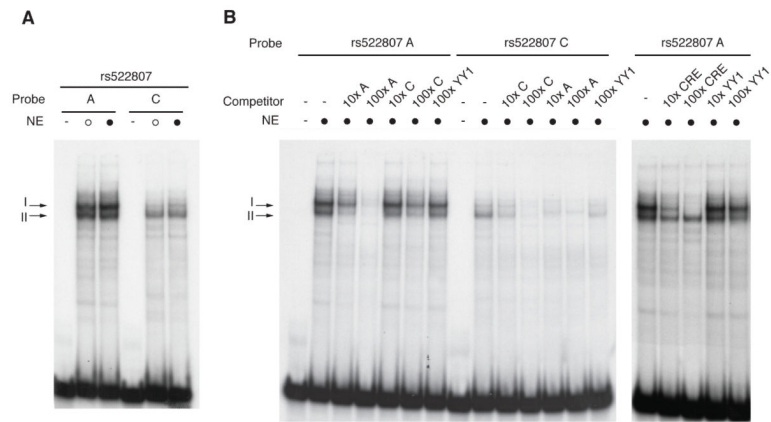 A
rs522807
Probe A C
NE - ○ ● - ○ ●
I
II
B
Probe rs522807 A rs522807 C rs522807 A
Competitor - - 10x A 100x A 10x C 100x C 100x YY1 - - 10x C 100x C 10x A 100x A 100x YY1 - 10x CRE 100x CRE 10x YY1 100x YY1
NE - ● ● ● ● ● ● - ● ● ● ● ● ● ● ● ● ● ●
I
II